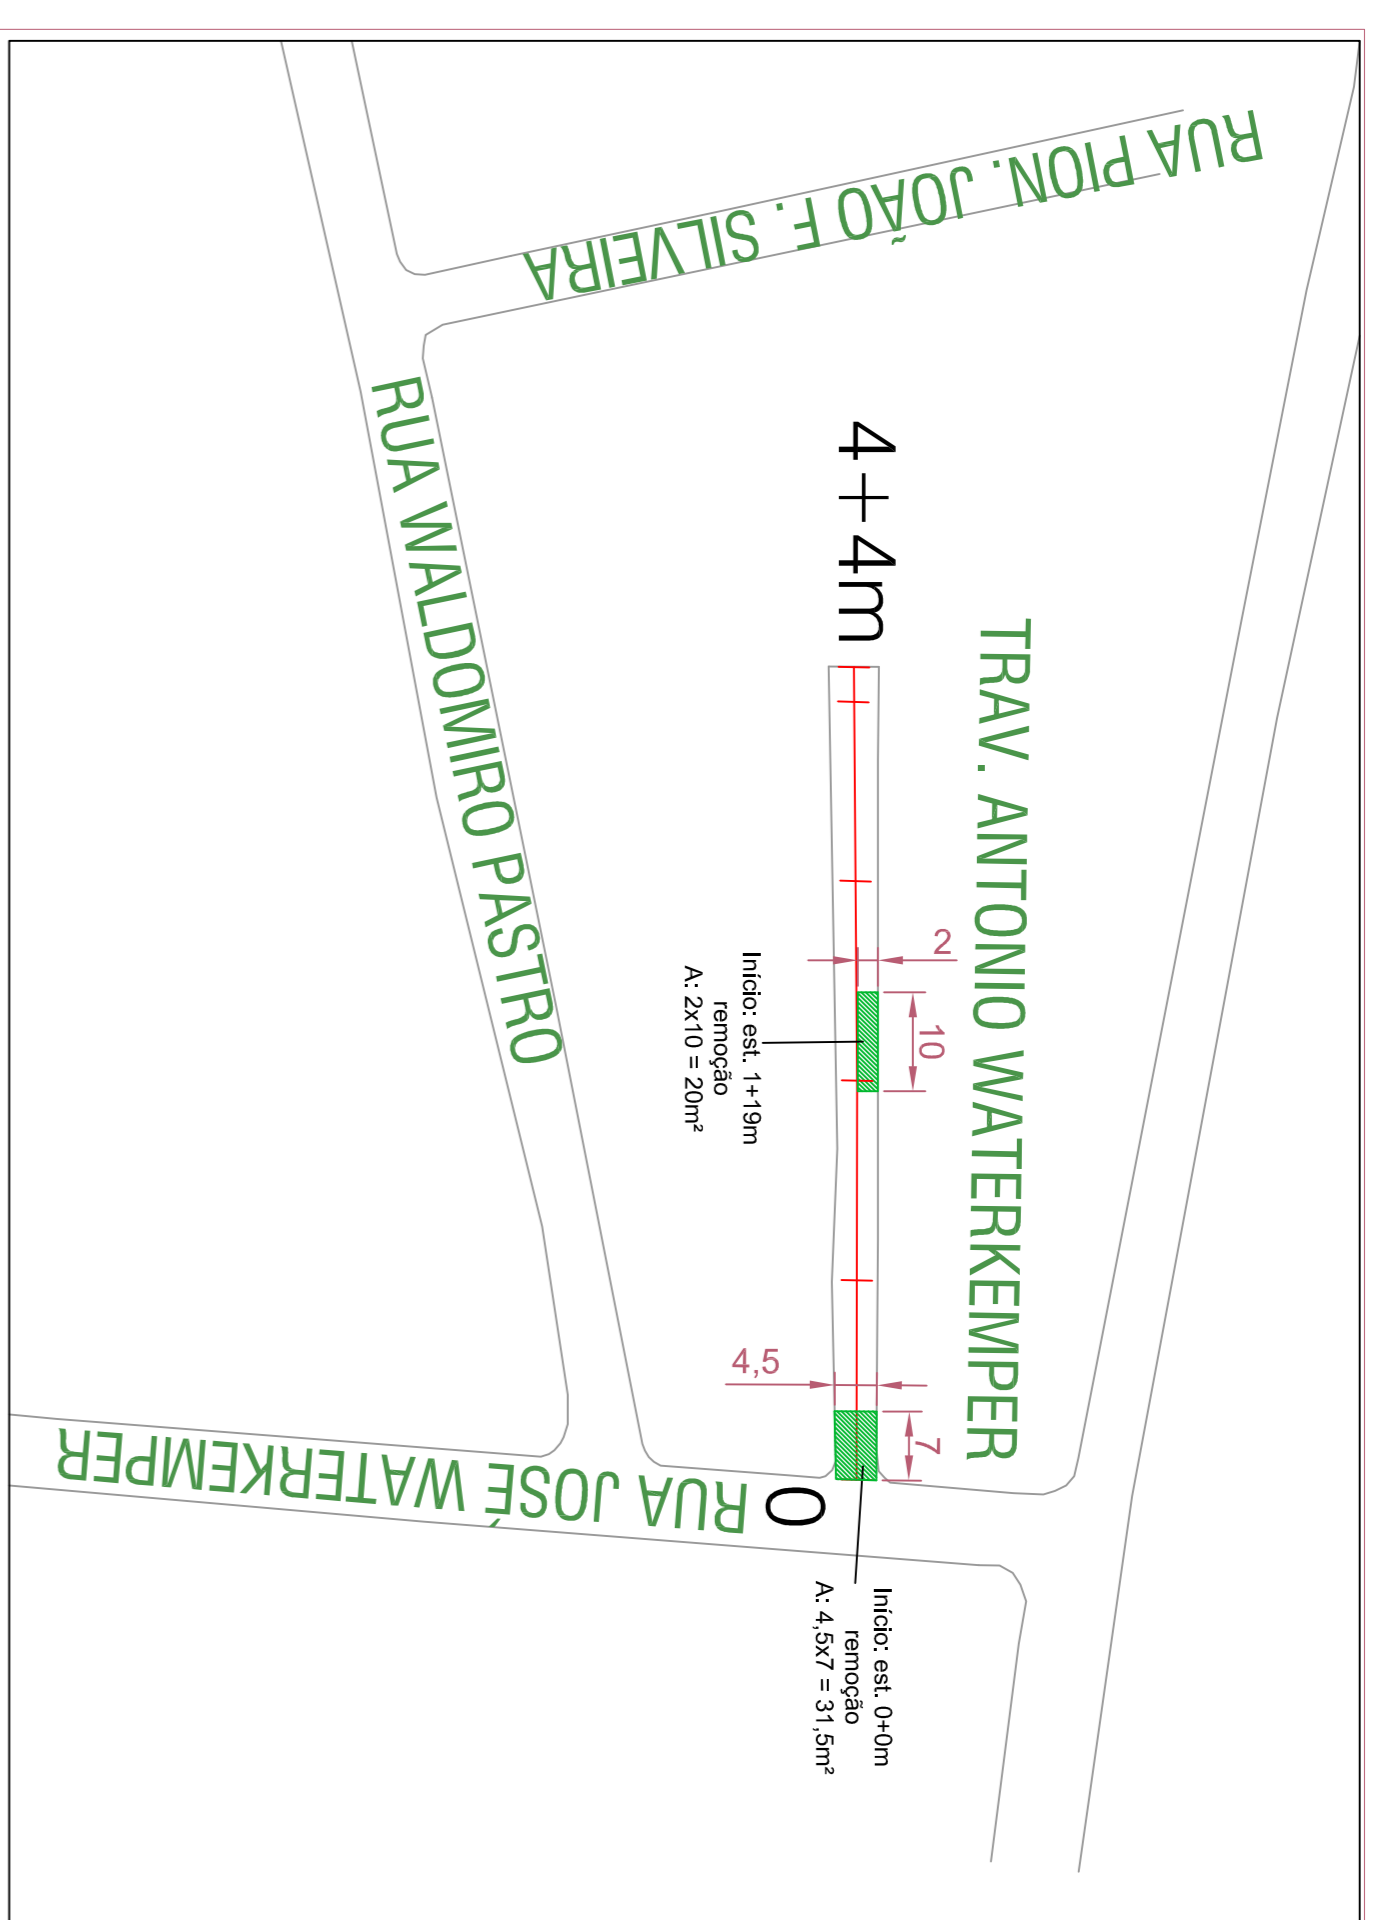 RUA PION. JOÃO F. SILVEIRA
TRAV. ANTONIO WATERKEMPER
4+4m
RUA WALDOMIRO PASTRO
2
10
Início: est. 1+19m
remoção
A: 2x10 = 20m²
4,5
7
0
RUA JOSÉ WATERKEMPER
Início: est. 0+0m
remoção
A: 4,5x7 = 31,5m²